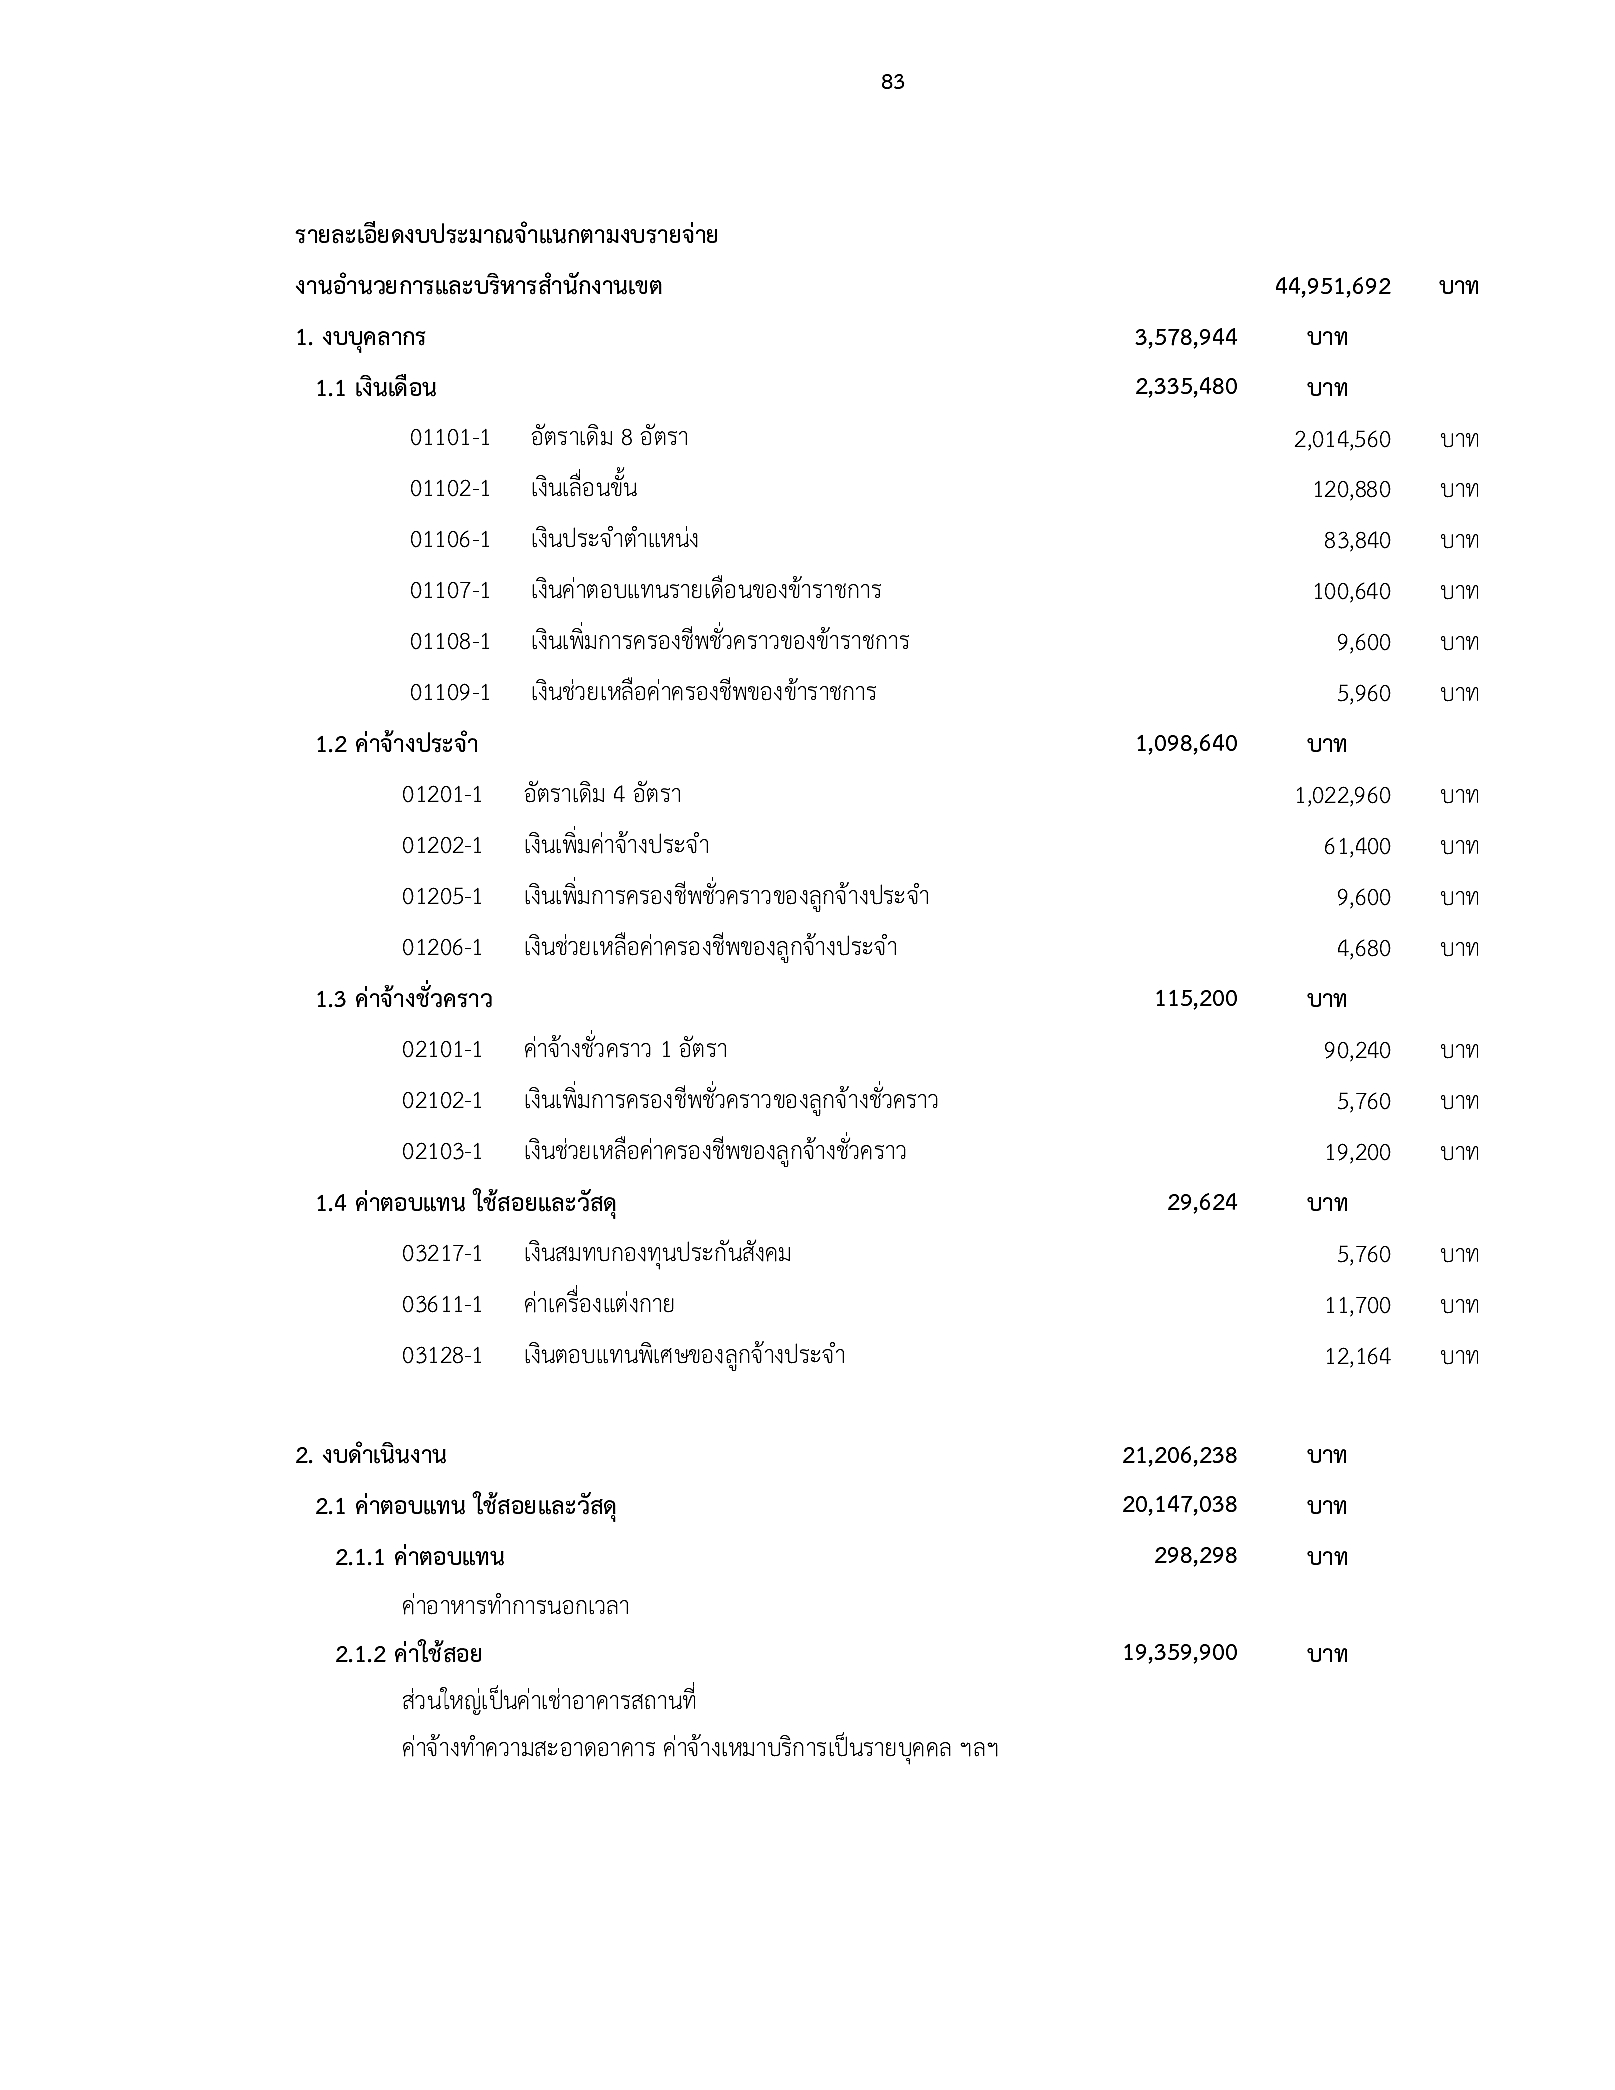 83
รายละเอียดงบประมาณจำแนกตามงบรายจ่าย
งานอำนวยการและบริหารสำนักงานเขต 44,951,692 บาท
1. งบบุคลากร 3,578,944 บาท
1.1 เงินเดือน 2,335,480 บาท
01101-1 อัตราเดิม 8 อัตรา 2,014,560 บาท
01102-1 เงินเลื่อนขั้น 120,880 บาท
01106-1 เงินประจำตำแหน่ง 83,840 บาท
01107-1 เงินค่าตอบแทนรายเดือนของข้าราชการ 100,640 บาท
01108-1 เงินเพิ่มการครองชีพชั่วคราวของข้าราชการ 9,600 บาท
01109-1 เงินช่วยเหลือค่าครองชีพของข้าราชการ 5,960 บาท
1.2 ค่าจ้างประจำ 1,098,640 บาท
01201-1 อัตราเดิม 4 อัตรา 1,022,960 บาท
01202-1 เงินเพิ่มค่าจ้างประจำ 61,400 บาท
01205-1 เงินเพิ่มการครองชีพชั่วคราวของลูกจ้างประจำ 9,600 บาท
01206-1 เงินช่วยเหลือค่าครองชีพของลูกจ้างประจำ 4,680 บาท
1.3 ค่าจ้างชั่วคราว 115,200 บาท
02101-1 ค่าจ้างชั่วคราว 1 อัตรา 90,240 บาท
02102-1 เงินเพิ่มการครองชีพชั่วคราวของลูกจ้างชั่วคราว 5,760 บาท
02103-1 เงินช่วยเหลือค่าครองชีพของลูกจ้างชั่วคราว 19,200 บาท
1.4 ค่าตอบแทน ใช้สอยและวัสดุ 29,624 บาท
03217-1 เงินสมทบกองทุนประกันสังคม 5,760 บาท
03611-1 ค่าเครื่องแต่งกาย 11,700 บาท
03128-1 เงินตอบแทนพิเศษของลูกจ้างประจำ 12,164 บาท
2. งบดำเนินงาน 21,206,238 บาท
2.1 ค่าตอบแทน ใช้สอยและวัสดุ 20,147,038 บาท
2.1.1 ค่าตอบแทน 298,298 บาท
ค่าอาหารทำการนอกเวลา
2.1.2 ค่าใช้สอย 19,359,900 บาท
ส่วนใหญ่เป็นค่าเช่าอาคารสถานที่
ค่าจ้างทำความสะอาดอาคาร ค่าจ้างเหมาบริการเป็นรายบุคคล ฯลฯ